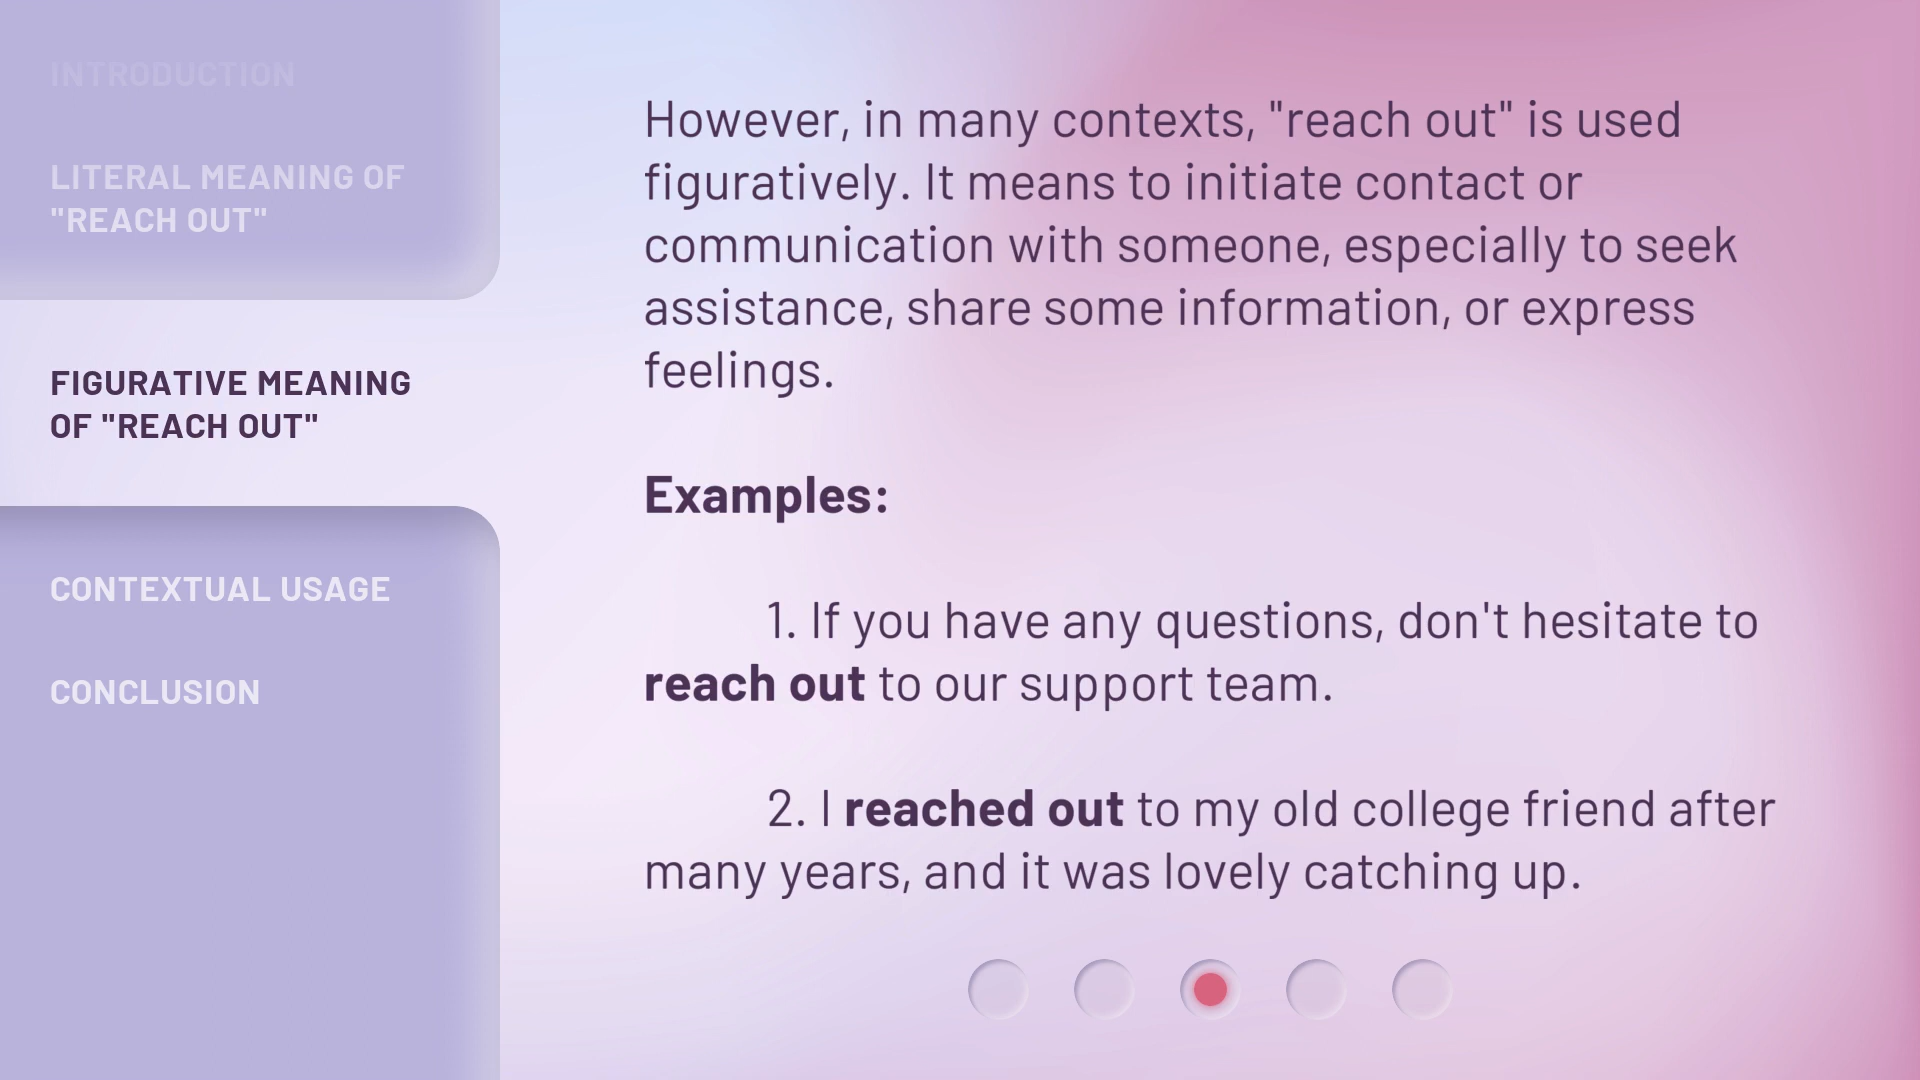 INTRODUCTION
LITERAL MEANING OF
"REACH OUT"
FIGURATIVE MEANING
OF "REACH OUT"
CONTEXTUAL USAGE
CONCLUSION
However, in many contexts, "reach out" is used
figuratively. It means to initiate contact or
communication with someone, especially to seek
assistance, share some information, or express
feelings.
Examples:
1. If you have any questions, don't hesitate to
reach out to our support team.
2. I reached out to my old college friend after
many years, and it was lovely catching up.